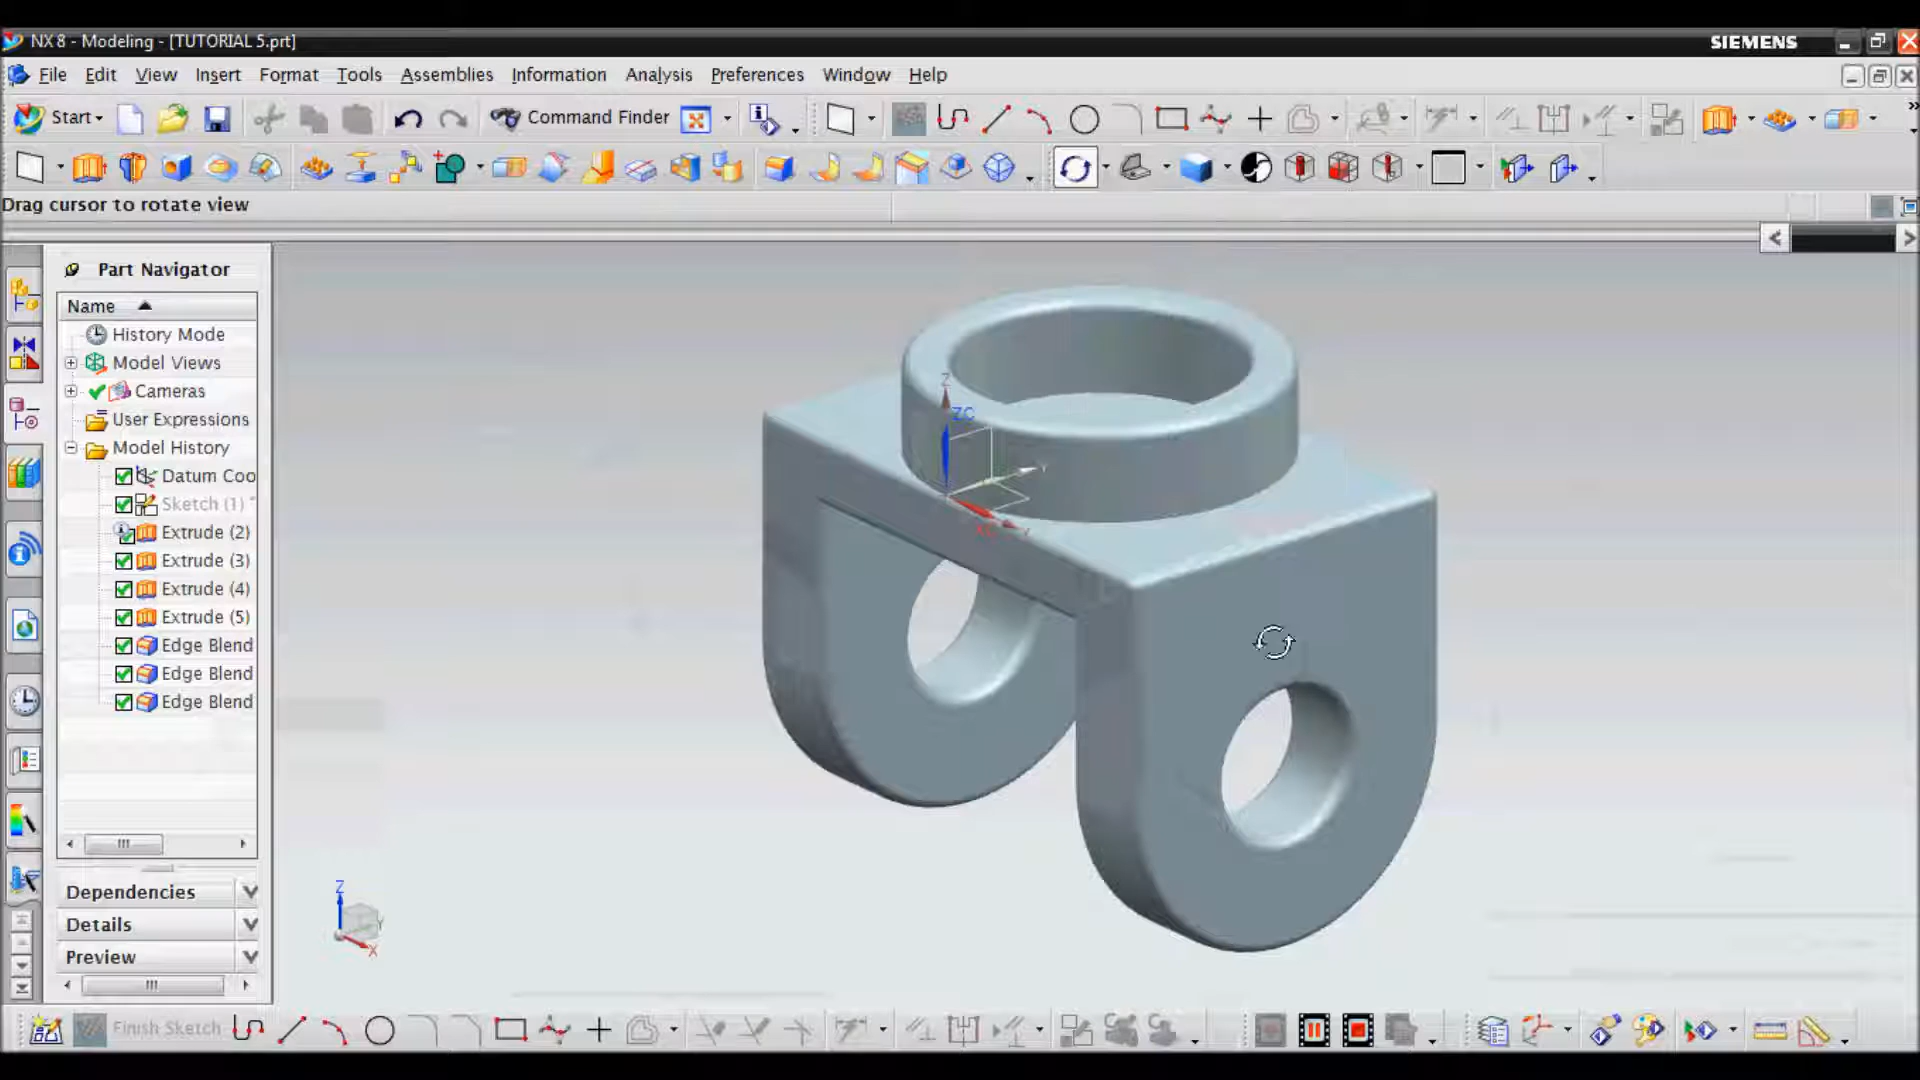 NX 8 - Modeling - [TUTORIAL 5.prt]
SIEMENS
File Edit View Insert Format Tools Assemblies Information Analysis Preferences Window Help
Start
Command Finder
Drag cursor to rotate view
Part Navigator
Name
History Mode
Model Views
Cameras
User Expressions
Model History
Datum Coo
Sketch (1) "
Extrude (2)
Extrude (3)
Extrude (4)
Extrude (5)
Edge Blend
Edge Blend
Edge Blend
Dependencies
Details
Preview
Z
ZC
Y
Z
Y
X
Finish Sketch